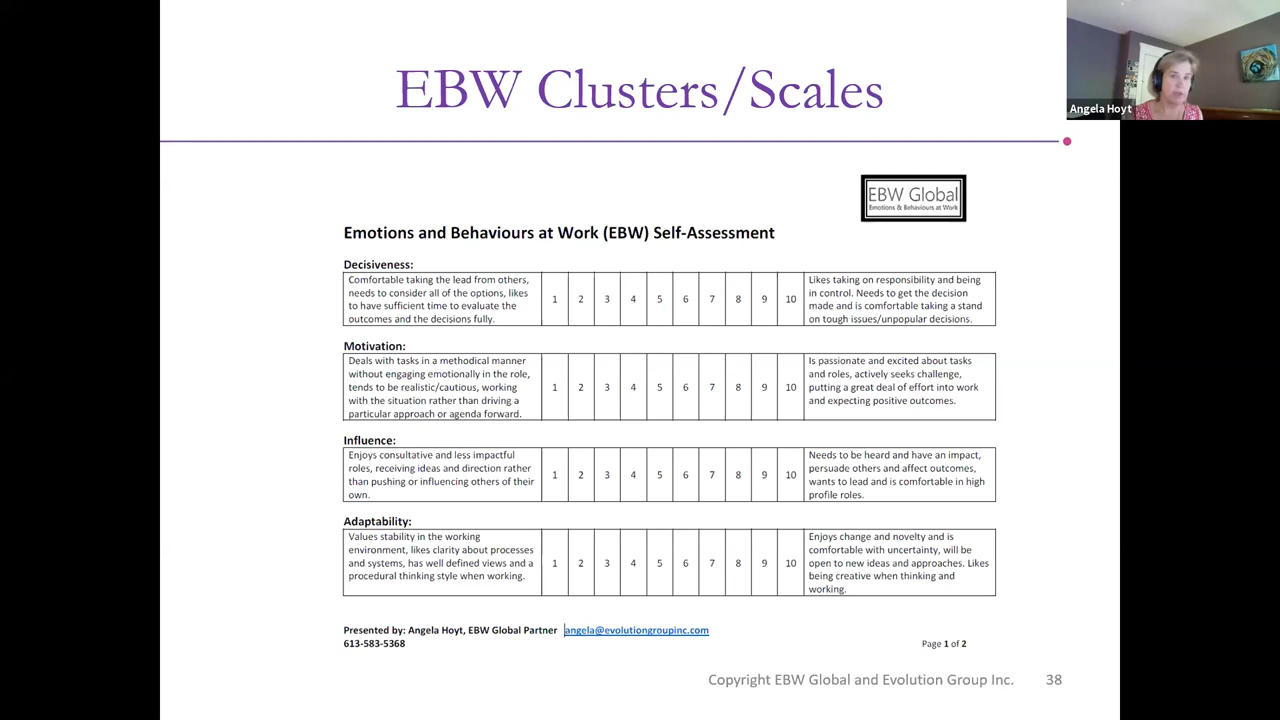 EBW Clusters/Scales
Angela Hoyt
EBW Global
Emotions & Behaviours at Work
Emotions and Behaviours at Work (EBW) Self-Assessment
Decisiveness:
Comfortable taking the lead from others,
needs to consider all of the options, likes
to have sufficient time to evaluate the
outcomes and the decisions fully.
1 2 3 4 5 6 7 8 9 10
Likes taking on responsibility and being
in control. Needs to get the decision
made and is comfortable taking a stand
on tough issues/unpopular decisions.
Motivation:
Deals with tasks in a methodical manner
without engaging emotionally in the role,
tends to be realistic/cautious, working
with the situation rather than driving a
particular approach or agenda forward.
1 2 3 4 5 6 7 8 9 10
Is passionate and excited about tasks
and roles, actively seeks challenge,
putting a great deal of effort into work
and expecting positive outcomes.
Influence:
Enjoys consultative and less impactful
roles, receiving ideas and direction rather
than pushing or influencing others of their
own.
1 2 3 4 5 6 7 8 9 10
Needs to be heard and have an impact,
persuade others and affect outcomes,
wants to lead and is comfortable in high
profile roles.
Adaptability:
Values stability in the working
environment, likes clarity about processes
and systems, has well defined views and a
procedural thinking style when working.
1 2 3 4 5 6 7 8 9 10
Enjoys change and novelty and is
comfortable with uncertainty, will be
open to new ideas and approaches. Likes
being creative when thinking and
working.
Presented by: Angela Hoyt, EBW Global Partner angela@evolutiongroupinc.com
613-583-5368
Page 1 of 2
Copyright EBW Global and Evolution Group Inc. 38